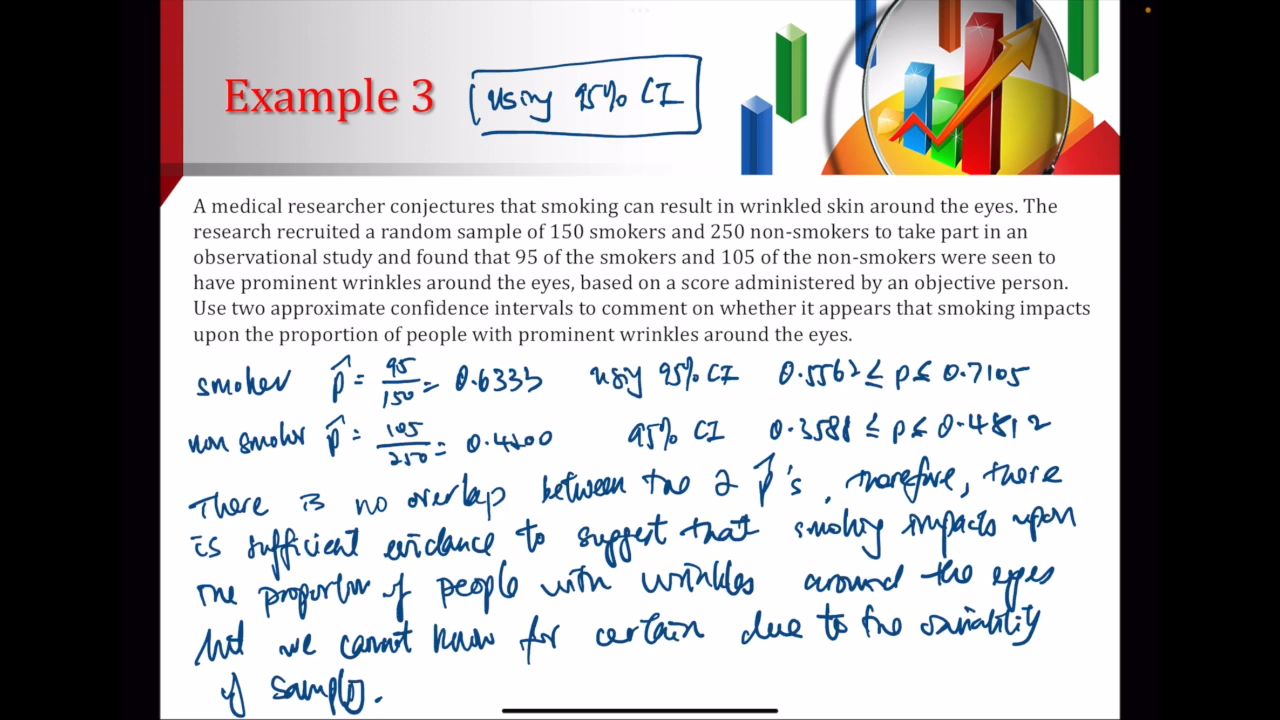 Example 3 using 95% CI
A medical researcher conjectures that smoking can result in wrinkled skin around the eyes. The
research recruited a random sample of 150 smokers and 250 non-smokers to take part in an
observational study and found that 95 of the smokers and 105 of the non-smokers were seen to
have prominent wrinkles around the eyes, based on a score administered by an objective person.
Use two approximate confidence intervals to comment on whether it appears that smoking impacts
upon the proportion of people with prominent wrinkles around the eyes.
smoker p̂ = 95/150 = 0.6333 using 95% CI 0.5562 ≤ p ≤ 0.7105
non smoker p̂ = 105/250 = 0.4200 95% CI 0.3588 ≤ p ≤ 0.4812
There is no overlap between the 2 p̂'s, therefore, there
is sufficient evidence to suggest that smoking impacts upon
the proportion of people with wrinkles around the eyes
but we cannot know for certain due to the variability
of samples.